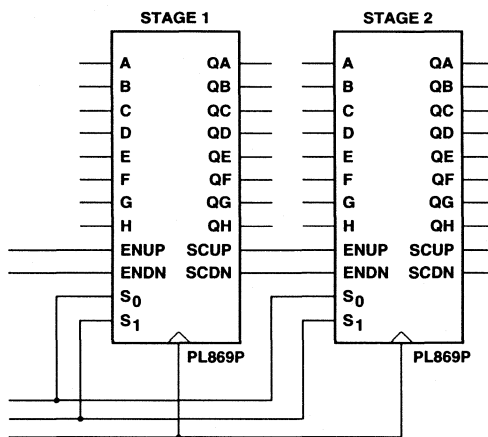 STAGE 1 STAGE 2
A QA A QA
B QB B QB
C QC C QC
D QD D QD
E QE E QE
F QF F QF
G QG G QG
H QH H QH
ENUP SCUP ENUP SCUP
ENDN SCDN ENDN SCDN
S0 S0
S1 S1
PL869P PL869P